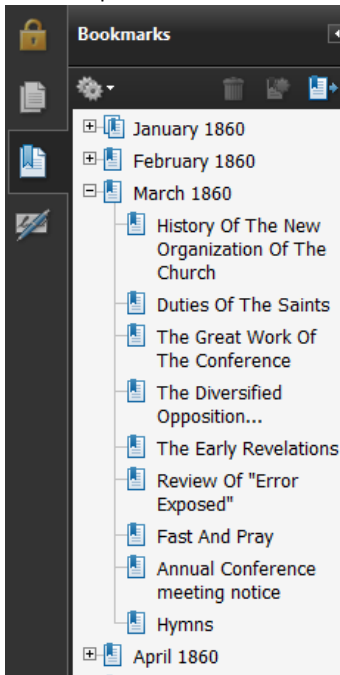 Bookmarks
January 1860
February 1860
March 1860
History Of The New
Organization Of The
Church
Duties Of The Saints
The Great Work Of
The Conference
The Diversified
Opposition...
The Early Revelations
Review Of "Error
Exposed"
Fast And Pray
Annual Conference
meeting notice
Hymns
April 1860